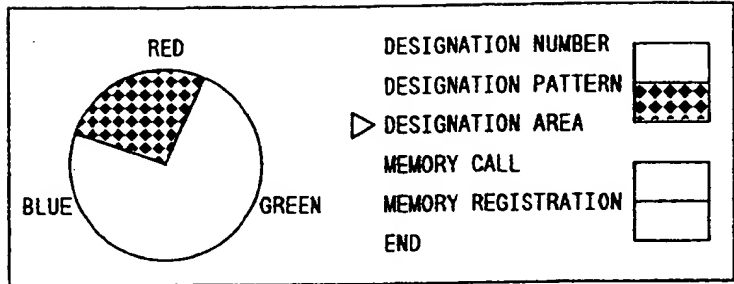 RED
BLUE
GREEN
DESIGNATION NUMBER
DESIGNATION PATTERN
DESIGNATION AREA
MEMORY CALL
MEMORY REGISTRATION
END